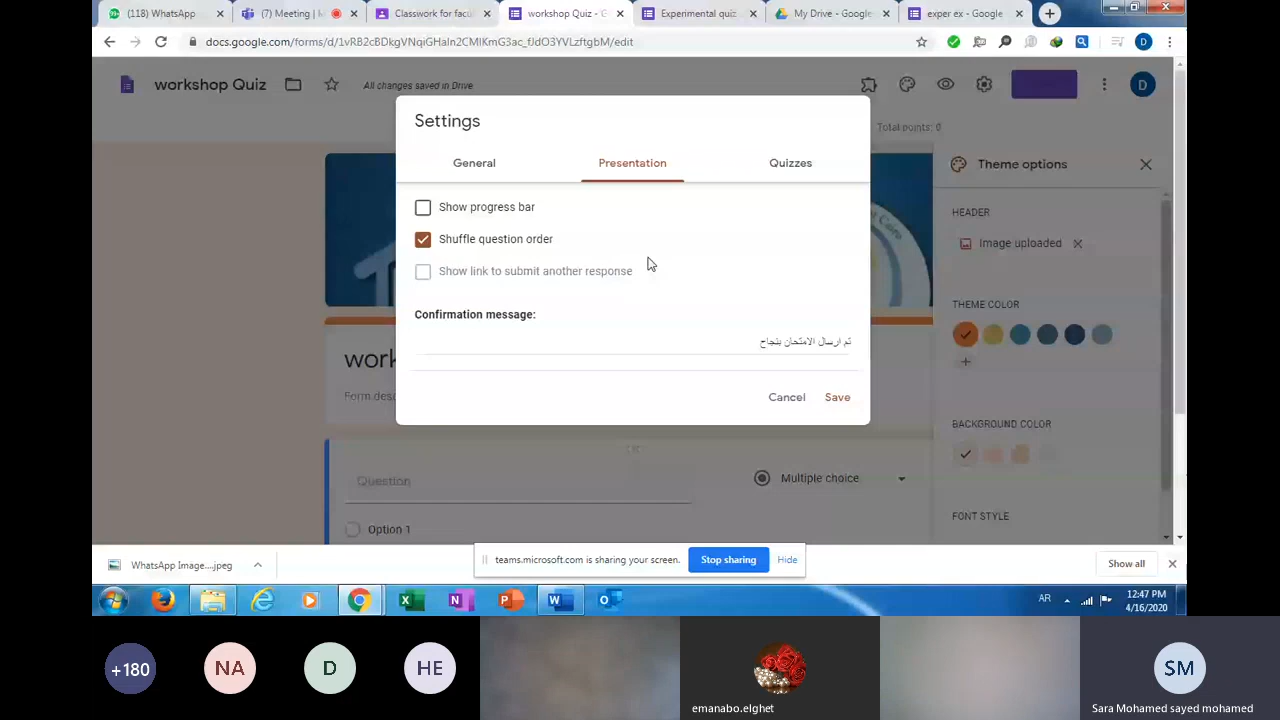 (118) WhatsApp
(7) Meeting | M
Classwork for
workshop Quiz - G
Experimental quiz
My Drive - Google
exper ex - Google
docs.google.com/forms/d/
/edit
workshop Quiz
All changes saved in Drive
D
Total points: 0
Settings
General
Presentation
Quizzes
Show progress bar
Shuffle question order
Show link to submit another response
Confirmation message:
تم ارسال الامتحان بنجاح
Cancel
Save
Theme options
HEADER
Image uploaded
THEME COLOR
BACKGROUND COLOR
FONT STYLE
work
Form desc
Question
Multiple choice
Option 1
WhatsApp Image....jpeg
teams.microsoft.com is sharing your screen.
Stop sharing
Hide
Show all
AR
12:47 PM
4/16/2020
+180
NA
D
HE
emanabo.elghet
SM
Sara Mohamed sayed mohamed